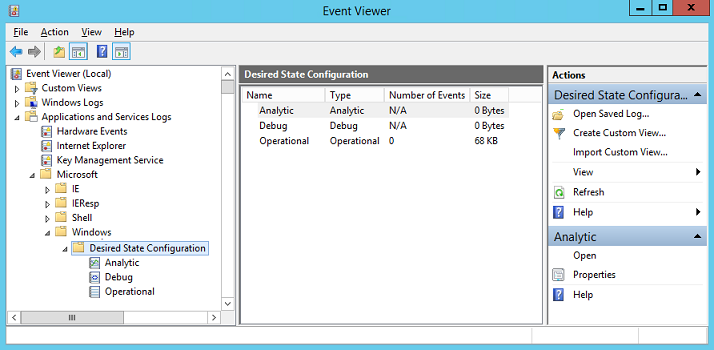 Event Viewer
File Action View Help
Event Viewer (Local)
Custom Views
Windows Logs
Applications and Services Logs
Hardware Events
Internet Explorer
Key Management Service
Microsoft
IE
IEResp
Shell
Windows
Desired State Configuration
Analytic
Debug
Operational
Desired State Configuration
Name Type Number of Events Size
Analytic Analytic N/A 0 Bytes
Debug Debug N/A 0 Bytes
Operational Operational 0 68 KB
Actions
Desired State Configura...
Open Saved Log...
Create Custom View...
Import Custom View...
View
Refresh
Help
Analytic
Open
Properties
Help